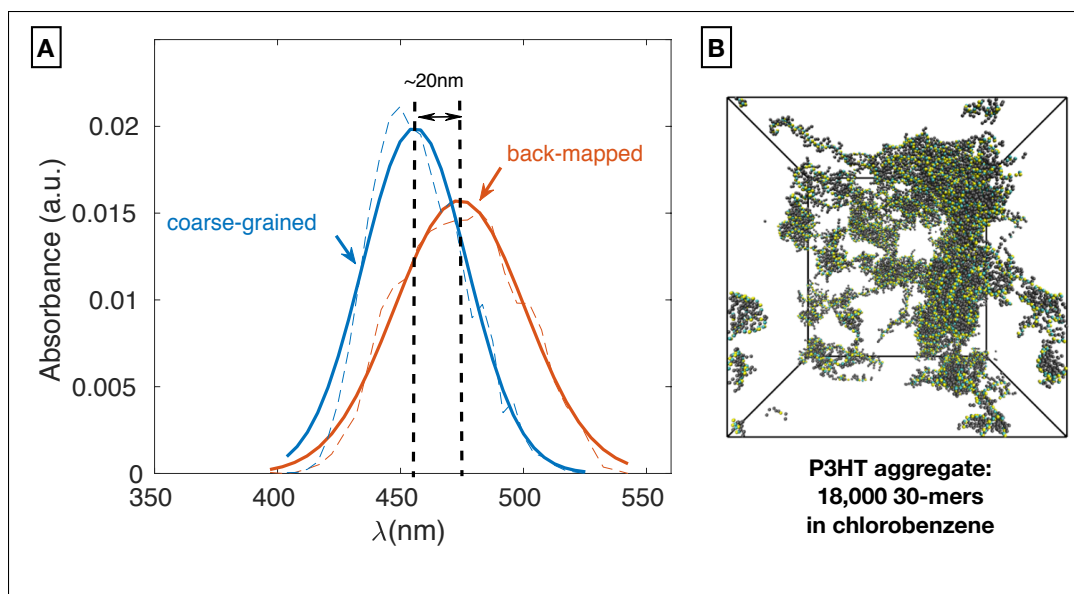 A
B
~20nm
back-mapped
coarse-grained
Absorbance (a.u.)
0.02
0.015
0.01
0.005
0
350
400
450
500
550
λ(nm)
P3HT aggregate:
18,000 30-mers
in chlorobenzene